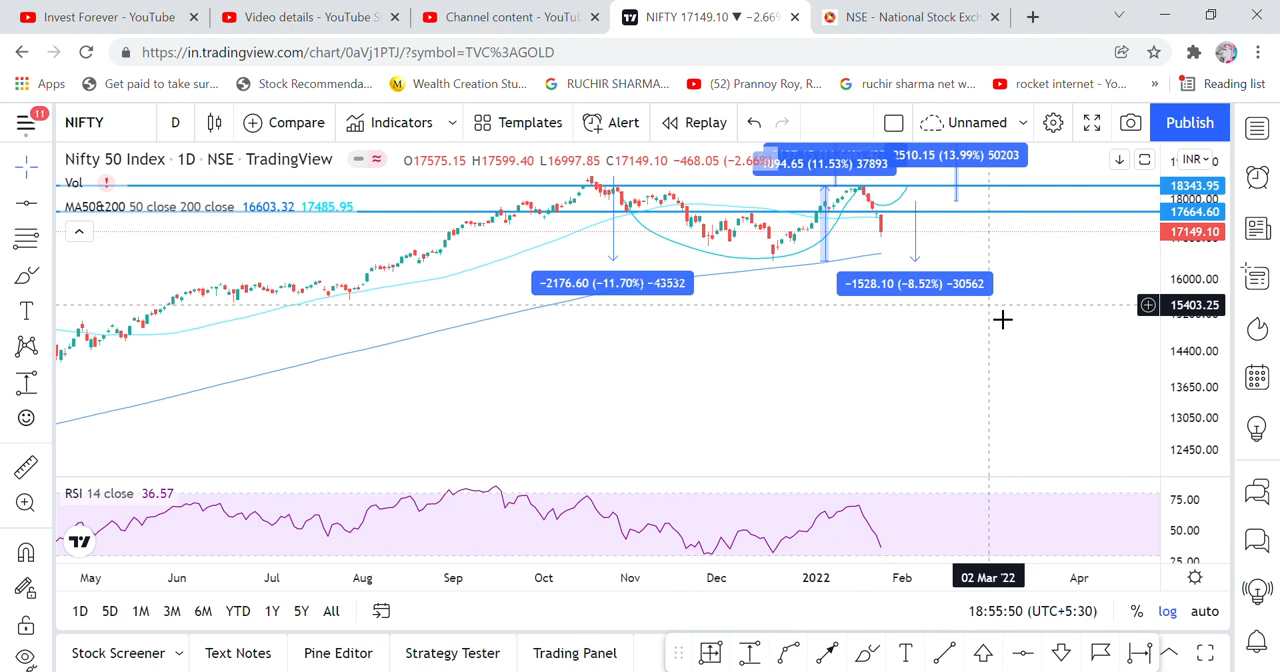 Invest Forever - YouTube
Video details - YouTube S
Channel content - YouTu
NIFTY 17149.10 ▼ −2.66%
NSE - National Stock Exch
https://in.tradingview.com/chart/0aVj1PTJ/?symbol=TVC%3AGOLD
Apps
Get paid to take sur...
Stock Recommenda...
Wealth Creation Stu...
RUCHIR SHARMA...
(52) Prannoy Roy, R...
ruchir sharma net w...
rocket internet - Yo...
»
Reading list
11
NIFTY
D
Compare
Indicators
Templates
Alert
Replay
Unnamed
Publish
Nifty 50 Index · 1D · NSE · TradingView
O17575.15 H17599.40 L16997.85 C17149.10 −468.05 (−2.66%)
2510.15 (13.99%) 50203
94.65 (11.53%) 37893
INR
Vol !
MA50&200 50 close 200 close 16603.32 17485.95
18343.95
18000.00
17664.60
17149.10
16000.00
15403.25
14400.00
13650.00
13050.00
12450.00
−2176.60 (−11.70%) −43532
−1528.10 (−8.52%) −30562
RSI 14 close 36.57
75.00
50.00
25.00
May Jun Jul Aug Sep Oct Nov Dec 2022 Feb 02 Mar '22 Apr
1D 5D 1M 3M 6M YTD 1Y 5Y All
18:55:50 (UTC+5:30)
% log auto
Stock Screener
Text Notes
Pine Editor
Strategy Tester
Trading Panel